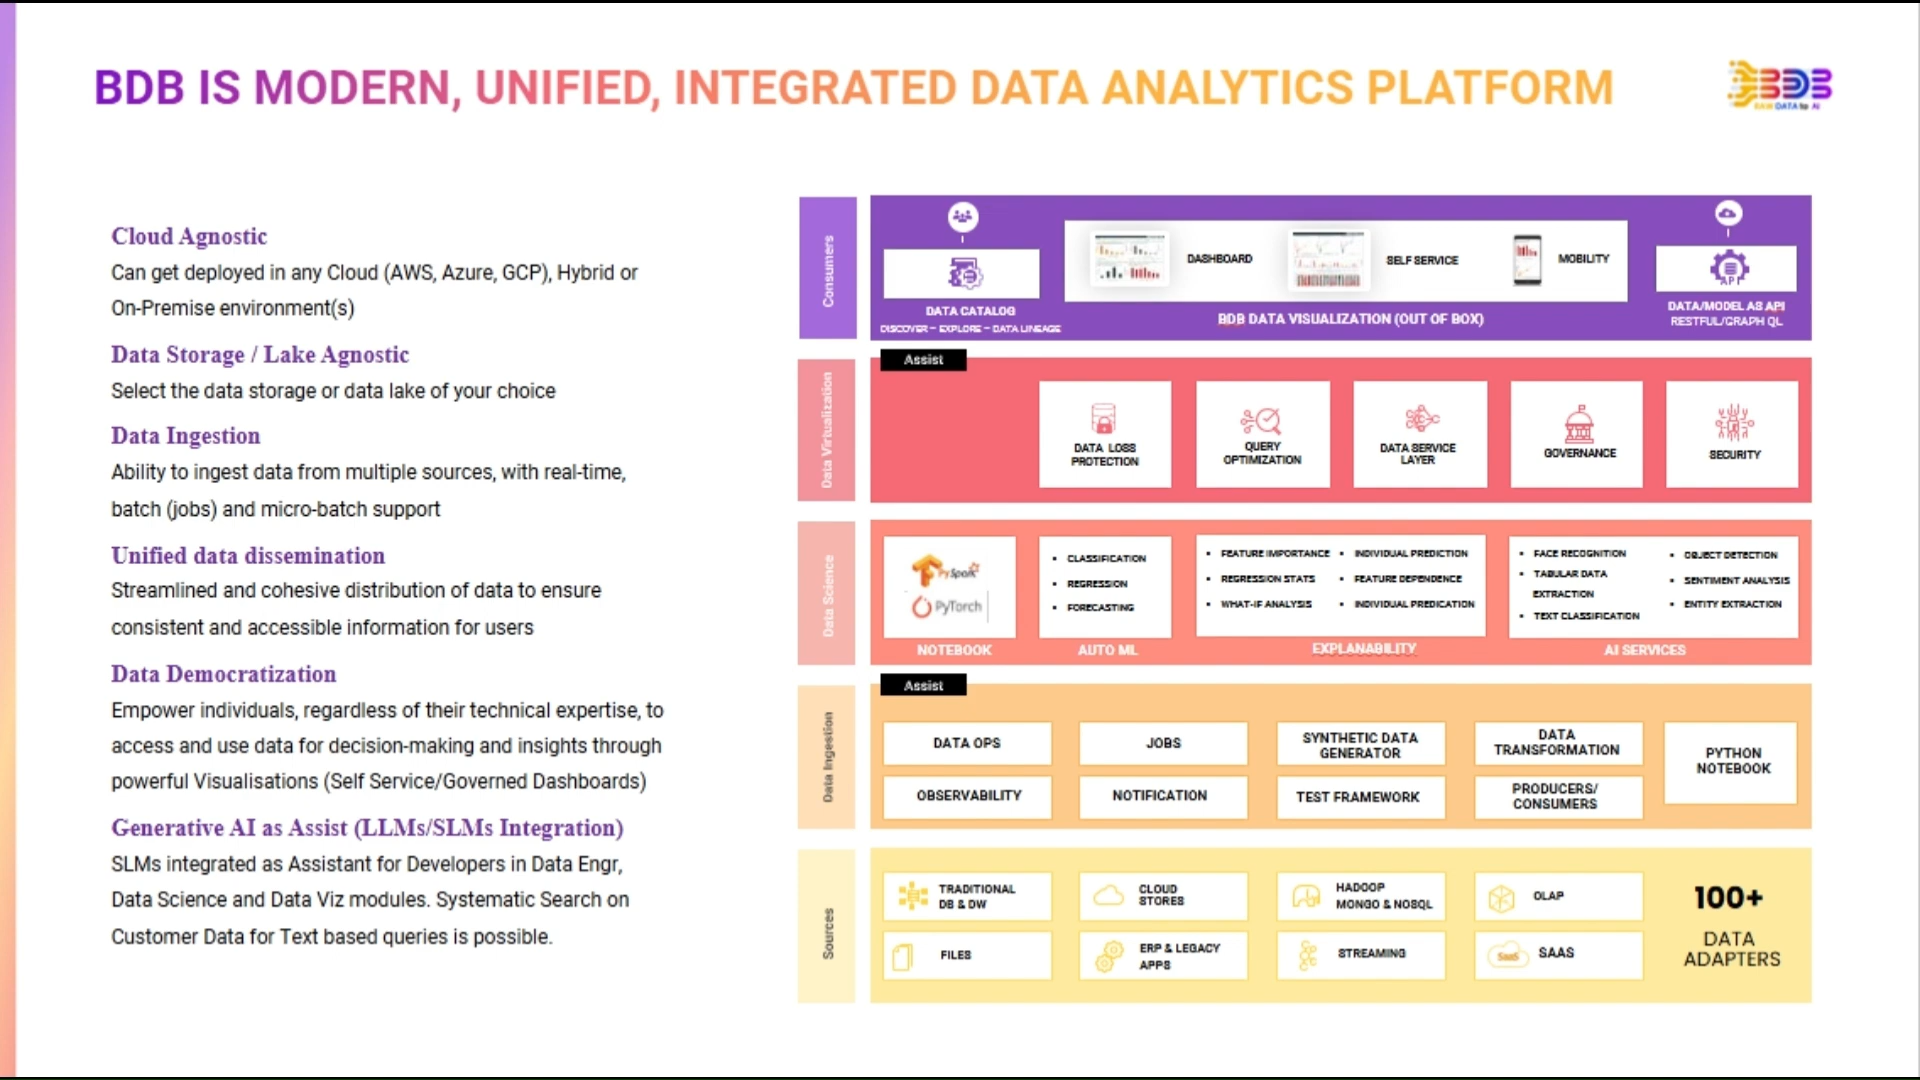 BDB IS MODERN, UNIFIED, INTEGRATED DATA ANALYTICS PLATFORM
BDB
RAW DATA to AI
Cloud Agnostic
Can get deployed in any Cloud (AWS, Azure, GCP), Hybrid or
On-Premise environment(s)
Data Storage / Lake Agnostic
Select the data storage or data lake of your choice
Data Ingestion
Ability to ingest data from multiple sources, with real-time,
batch (jobs) and micro-batch support
Unified data dissemination
Streamlined and cohesive distribution of data to ensure
consistent and accessible information for users
Data Democratization
Empower individuals, regardless of their technical expertise, to
access and use data for decision-making and insights through
powerful Visualisations (Self Service/Governed Dashboards)
Generative AI as Assist (LLMs/SLMs Integration)
SLMs integrated as Assistant for Developers in Data Engr,
Data Science and Data Viz modules. Systematic Search on
Customer Data for Text based queries is possible.
Consumers
DATA CATALOG
DISCOVER – EXPLORE – DATA LINEAGE
DASHBOARD
SELF SERVICE
MOBILITY
BDB DATA VISUALIZATION (OUT OF BOX)
API
DATA/MODEL AS API
RESTFUL/GRAPH QL
Data Virtualization
Assist
DATA LOSS
PROTECTION
QUERY
OPTIMIZATION
DATA SERVICE
LAYER
GOVERNANCE
SECURITY
Data Science
PySpark
PyTorch
NOTEBOOK
CLASSIFICATION
REGRESSION
FORECASTING
AUTO ML
FEATURE IMPORTANCE
REGRESSION STATS
WHAT-IF ANALYSIS
INDIVIDUAL PREDICTION
FEATURE DEPENDENCE
INDIVIDUAL PREDICATION
EXPLANABILITY
FACE RECOGNITION
TABULAR DATA
EXTRACTION
TEXT CLASSIFICATION
OBJECT DETECTION
SENTIMENT ANALYSIS
ENTITY EXTRACTION
AI SERVICES
Data Ingestion
Assist
DATA OPS
JOBS
SYNTHETIC DATA
GENERATOR
DATA
TRANSFORMATION
PYTHON
NOTEBOOK
OBSERVABILITY
NOTIFICATION
TEST FRAMEWORK
PRODUCERS/
CONSUMERS
Sources
TRADITIONAL
DB & DW
CLOUD
STORES
HADOOP
MONGO & NOSQL
OLAP
FILES
ERP & LEGACY
APPS
STREAMING
SaaS
SAAS
100+
DATA
ADAPTERS